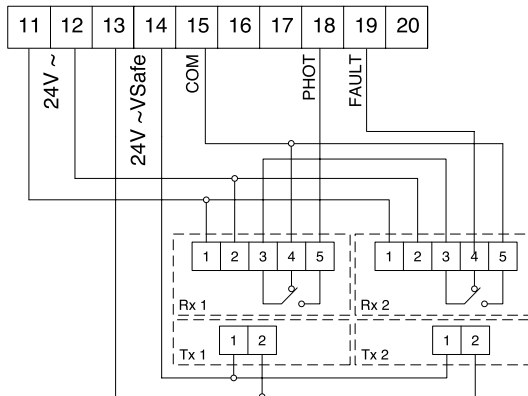 11 12 13 14 15 16 17 18 19 20
24V ~
24V ~VSafe
COM
PHOT
FAULT
1 2 3 4 5
1 2 3 4 5
Rx 1
Rx 2
1 2
1 2
Tx 1
Tx 2